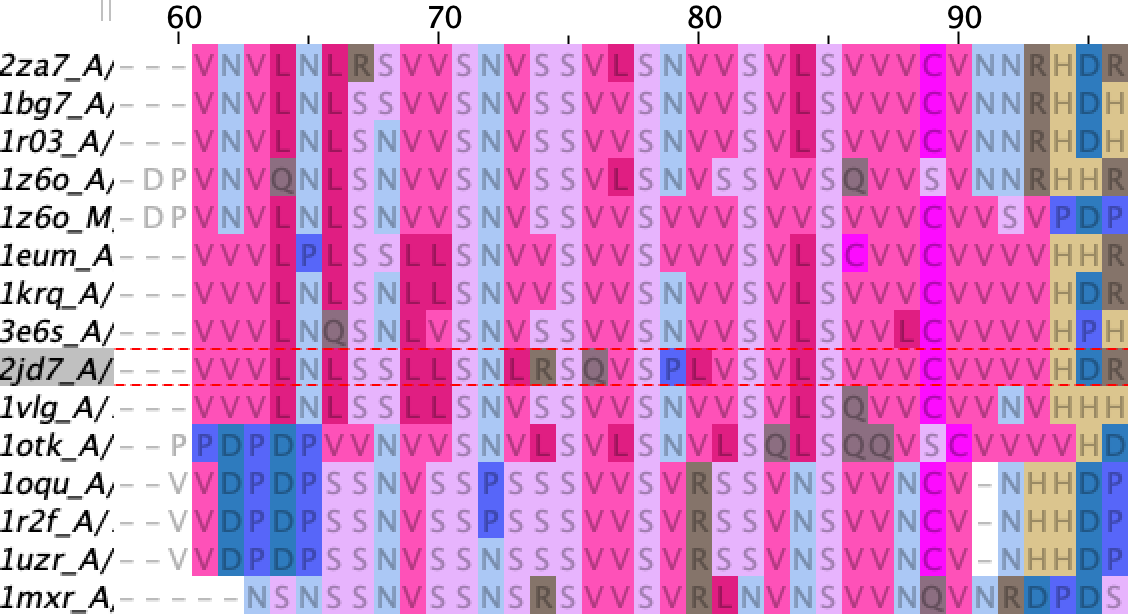 60 70 80 90
2za7_A/ – – – V N V L N L R S V V S N V S S V L S N V V S V L S V V V C V N N R H D R
1bg7_A/ – – – V N V L N L S S V V S N V S S V V S N V V S V L S V V V C V N N R H D H
1r03_A/ – – – V N V L N L S N V V S N V S S V V S N V V S V L S V V V C V N N R H D H
1z6o_A/ – D P V N V Q N L S N V V S N V S S V L S N V S S V V S Q V V S V N N R H H R
1z6o_M – D P V N V L N L S N V V S N V S S V V S V V V S V V S V V V C V V S V P D P
1eum_A – – – V V V L P L S S L L S N V V S V V S V V V S V L S C V V C V V V V H H R
1krq_A/ – – – V V V L N L S N L L S N V V S V V S N V V S V L S V V V C V V V V H D R
3e6s_A/ – – – V V V L N Q S N L V S N V S S V V S N V V S V L S V V L C V V V V H P H
2jd7_A/ – – – V V V L N L S S L L S N L R S Q V S P L V S V L S V V V C V V V V H D R
1vlg_A/ – – – V V V L N L S S L L S N V S S V V S N V V S V L S Q V V C V V N V H H H
1otk_A/ – – P P D P D P V V N V V S N V L S V L S N V L S Q L S Q Q V S C V V V V H D
1oqu_A/ – – V V D P D P S S N V S S P S S S V V S V R S S V N S V V N C V – N H H D P
1r2f_A/ – – V V D P D P S S N V S S P S S S V V S V R S S V N S V V N C V – N H H D P
1uzr_A/ – – V V D P D P S S N V S S N S S S V V S V R S S V N S V V N C V – N H H D P
1mxr_A – – – – – N S N S S N V S S N S R S V V S V R L N V N S V V N Q V N R D P D S